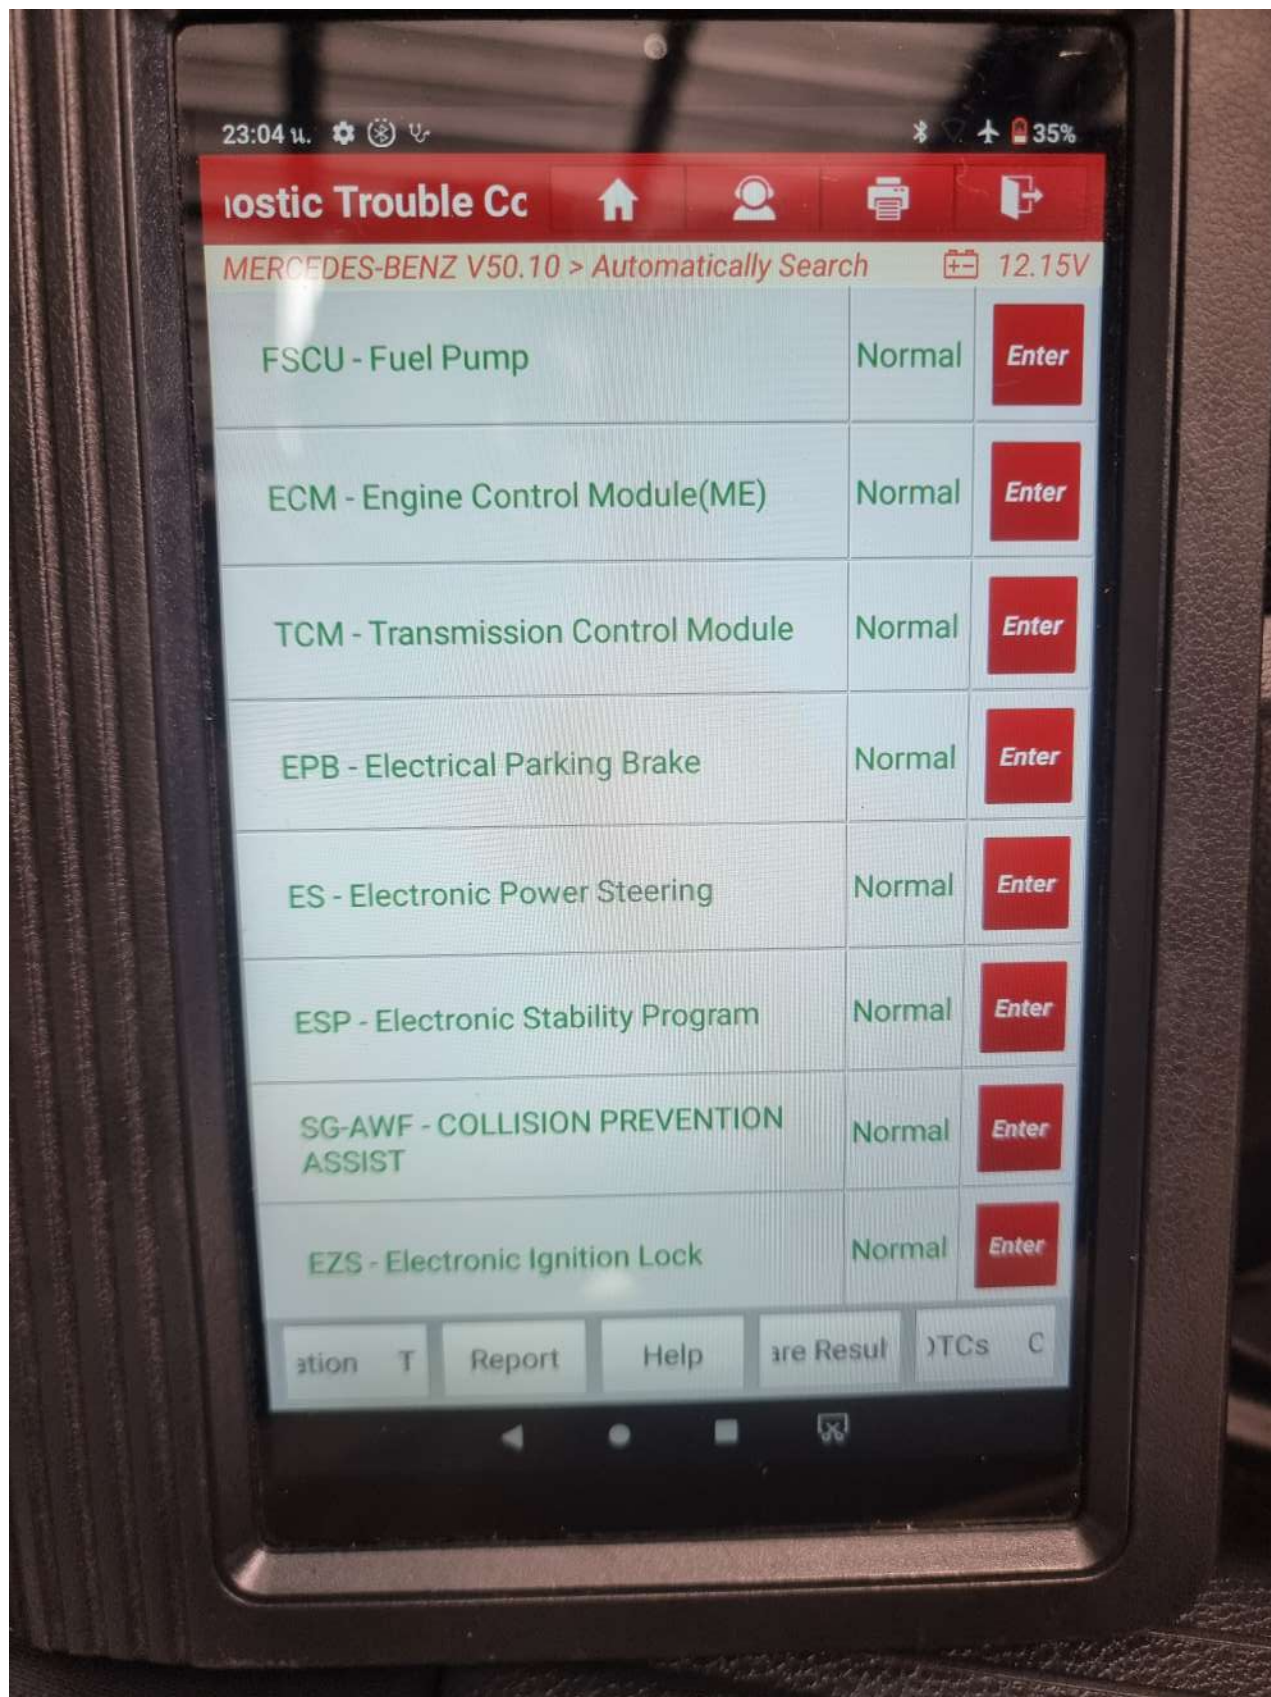 23:04 น. 35%
nostic Trouble Cc
MERCEDES-BENZ V50.10 > Automatically Search 12.15V
FSCU - Fuel Pump Normal Enter
ECM - Engine Control Module(ME) Normal Enter
TCM - Transmission Control Module Normal Enter
EPB - Electrical Parking Brake Normal Enter
ES - Electronic Power Steering Normal Enter
ESP - Electronic Stability Program Normal Enter
SG-AWF - COLLISION PREVENTION
ASSIST Normal Enter
EZS - Electronic Ignition Lock Normal Enter
ation T Report Help are Resul DTCs C